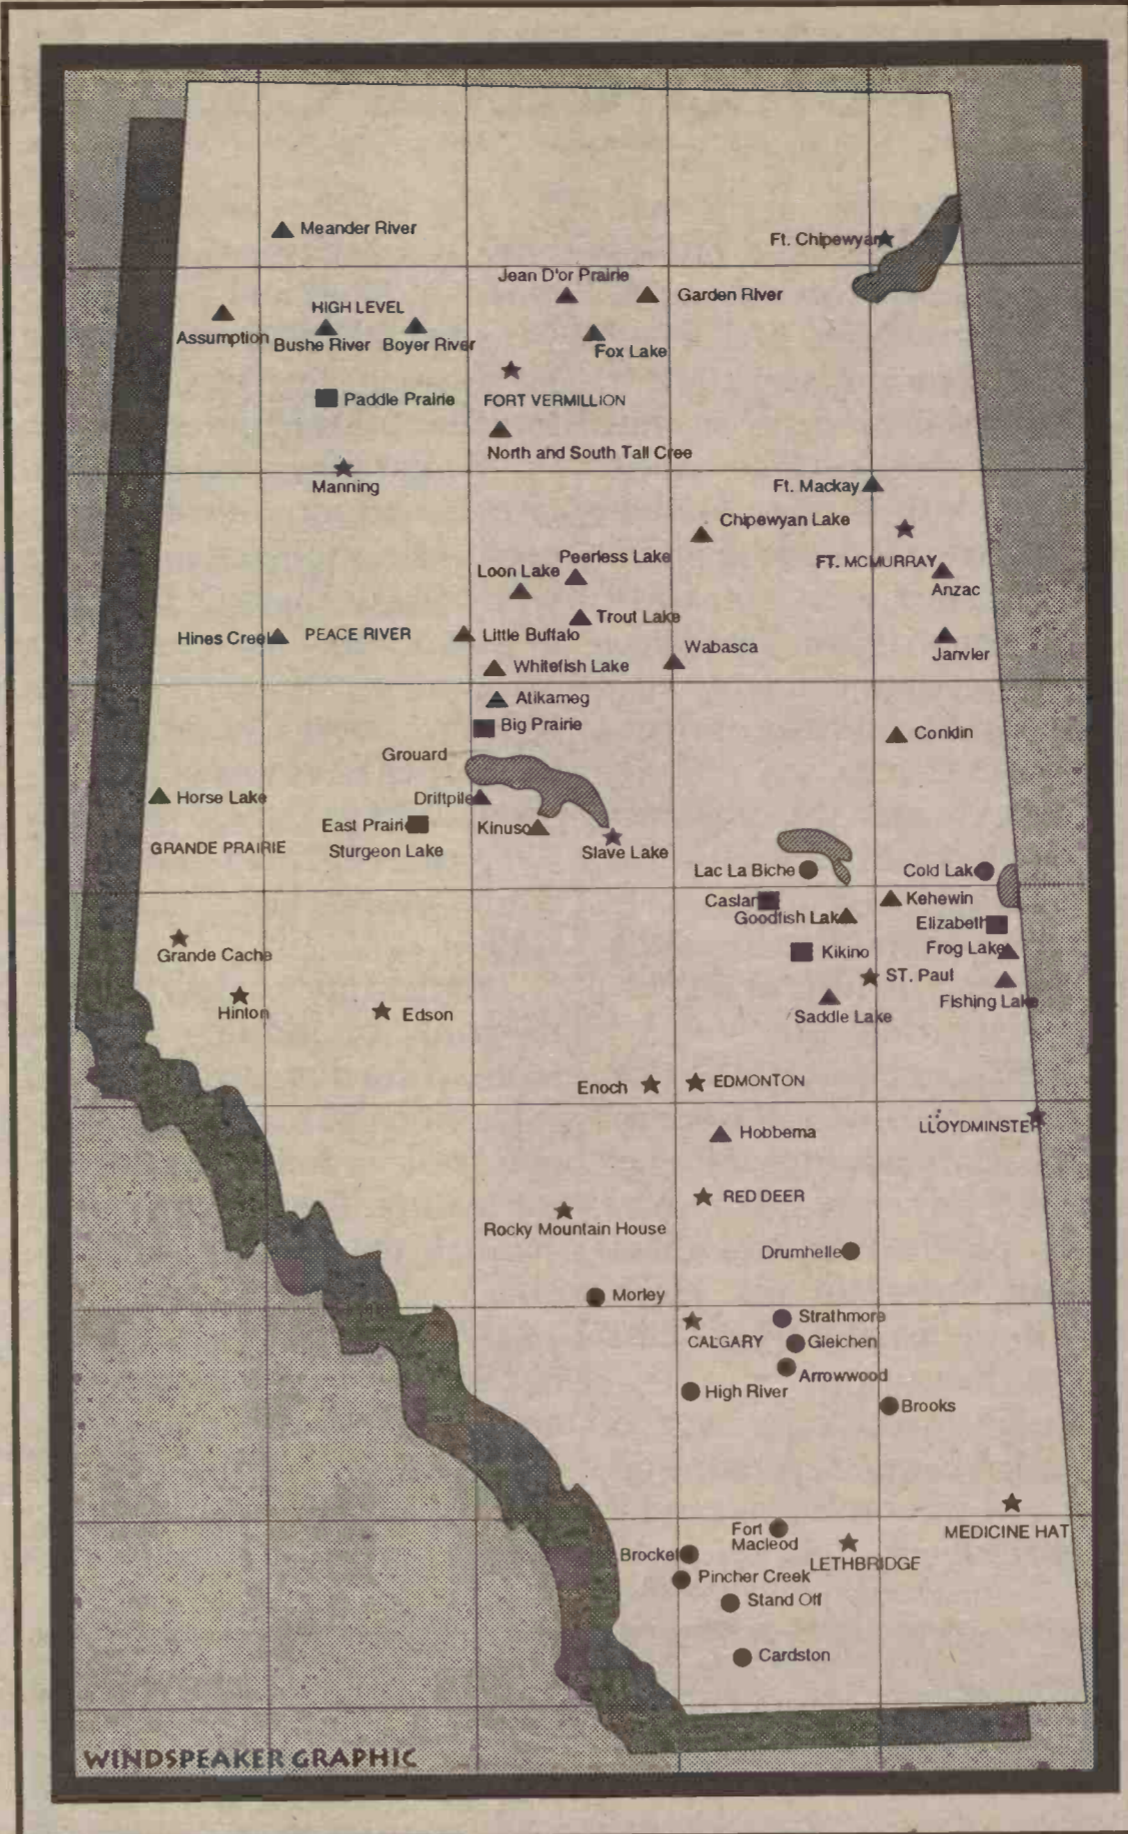 Meander River
Ft. Chipewyan
Jean D'or Prairie
Garden River
HIGH LEVEL
Assumption
Bushe River
Boyer River
Fox Lake
Paddle Prairie
FORT VERMILLION
North and South Tall Cree
Manning
Ft. Mackay
Chipewyan Lake
Peerless Lake
FT. MCMURRAY
Loon Lake
Anzac
Trout Lake
Hines Creek
PEACE RIVER
Little Buffalo
Wabasca
Janvier
Whitefish Lake
Atikameg
Big Prairie
Conklin
Grouard
Horse Lake
Driftpile
East Prairie
Kinuso
GRANDE PRAIRIE
Sturgeon Lake
Slave Lake
Lac La Biche
Cold Lake
Caslan
Kehewin
Goodfish Lake
Elizabeth
Grande Cache
Kikino
Frog Lake
ST. Paul
Fishing Lake
Hinton
Edson
Saddle Lake
Enoch
EDMONTON
LLOYDMINSTER
Hobbema
RED DEER
Rocky Mountain House
Drumhelle
Morley
Strathmore
CALGARY
Gleichen
Arrowwood
High River
Brooks
Fort
Macleod
MEDICINE HAT
Brocket
LETHBRIDGE
Pincher Creek
Stand Off
Cardston
WINDSPEAKER GRAPHIC